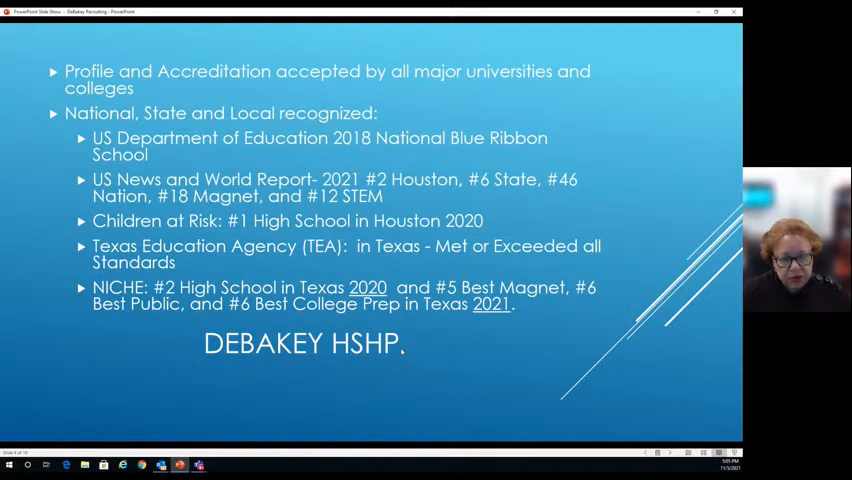 PowerPoint Slide Show - DeBakey Recruiting - PowerPoint
Profile and Accreditation accepted by all major universities and
colleges
National, State and Local recognized:
US Department of Education 2018 National Blue Ribbon
School
US News and World Report- 2021 #2 Houston, #6 State, #46
Nation, #18 Magnet, and #12 STEM
Children at Risk: #1 High School in Houston 2020
Texas Education Agency (TEA): in Texas - Met or Exceeded all
Standards
NICHE: #2 High School in Texas 2020 and #5 Best Magnet, #6
Best Public, and #6 Best College Prep in Texas 2021.
DEBAKEY HSHP
Slide 4 of 19
5:05 PM
11/5/2021